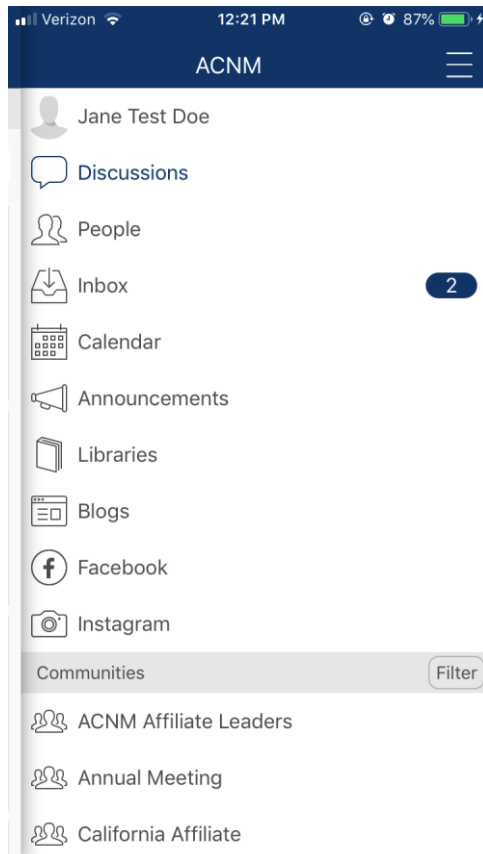 Verizon 12:21 PM 87%
ACNM
Jane Test Doe
Discussions
People
Inbox 2
Calendar
Announcements
Libraries
Blogs
Facebook
Instagram
Communities Filter
ACNM Affiliate Leaders
Annual Meeting
California Affiliate